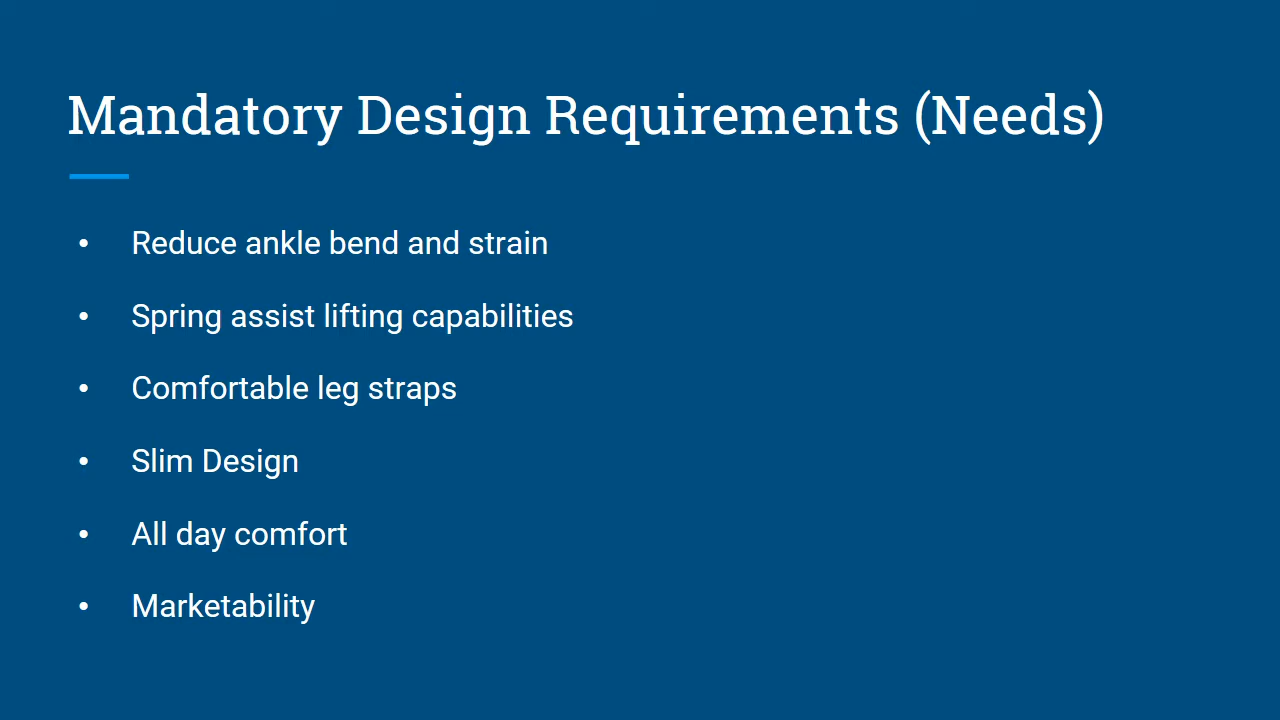 Mandatory Design Requirements (Needs)
• Reduce ankle bend and strain
• Spring assist lifting capabilities
• Comfortable leg straps
• Slim Design
• All day comfort
• Marketability